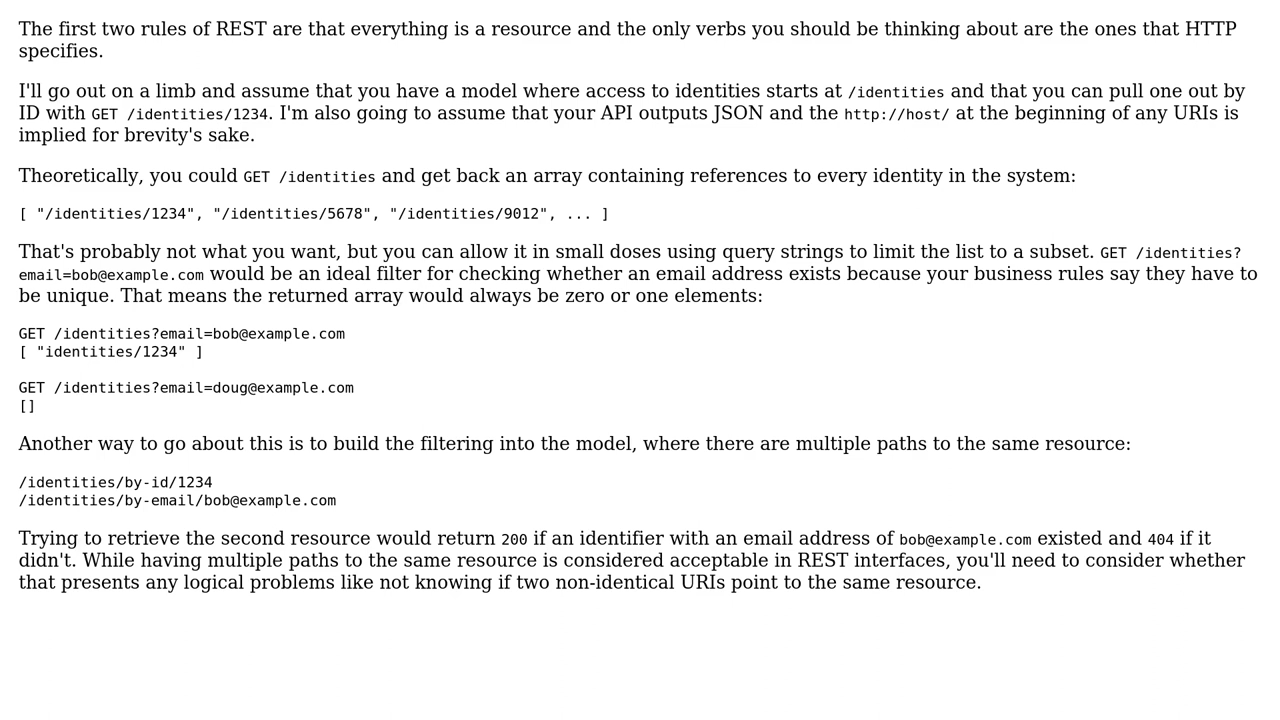 The first two rules of REST are that everything is a resource and the only verbs you should be thinking about are the ones that HTTP
specifies.
I'll go out on a limb and assume that you have a model where access to identities starts at /identities and that you can pull one out by
ID with GET /identities/1234. I'm also going to assume that your API outputs JSON and the http://host/ at the beginning of any URIs is
implied for brevity's sake.
Theoretically, you could GET /identities and get back an array containing references to every identity in the system:
[ "/identities/1234", "/identities/5678", "/identities/9012", ... ]
That's probably not what you want, but you can allow it in small doses using query strings to limit the list to a subset. GET /identities?
email=bob@example.com would be an ideal filter for checking whether an email address exists because your business rules say they have to
be unique. That means the returned array would always be zero or one elements:
GET /identities?email=bob@example.com
[ "identities/1234" ]
GET /identities?email=doug@example.com
[]
Another way to go about this is to build the filtering into the model, where there are multiple paths to the same resource:
/identities/by-id/1234
/identities/by-email/bob@example.com
Trying to retrieve the second resource would return 200 if an identifier with an email address of bob@example.com existed and 404 if it
didn't. While having multiple paths to the same resource is considered acceptable in REST interfaces, you'll need to consider whether
that presents any logical problems like not knowing if two non-identical URIs point to the same resource.